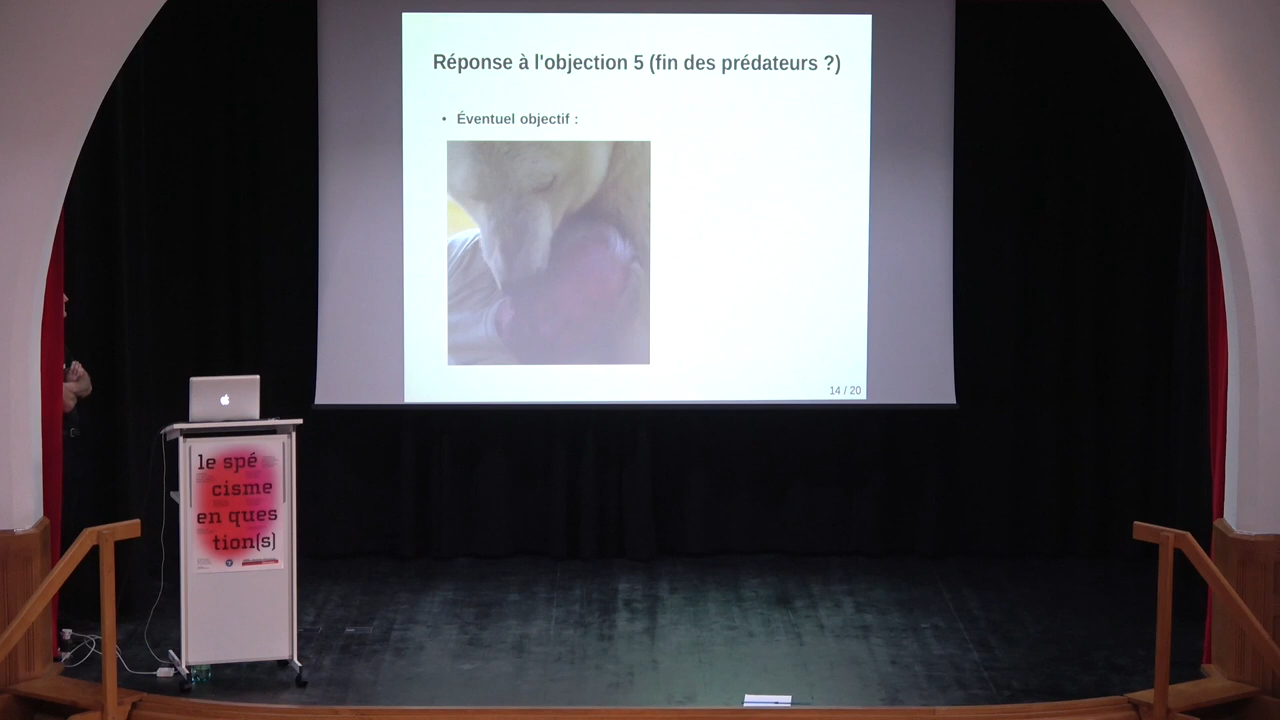 Réponse à l'objection 5 (fin des prédateurs ?)
• Éventuel objectif :
14 / 20
le spé
cisme
en ques
tion(s)